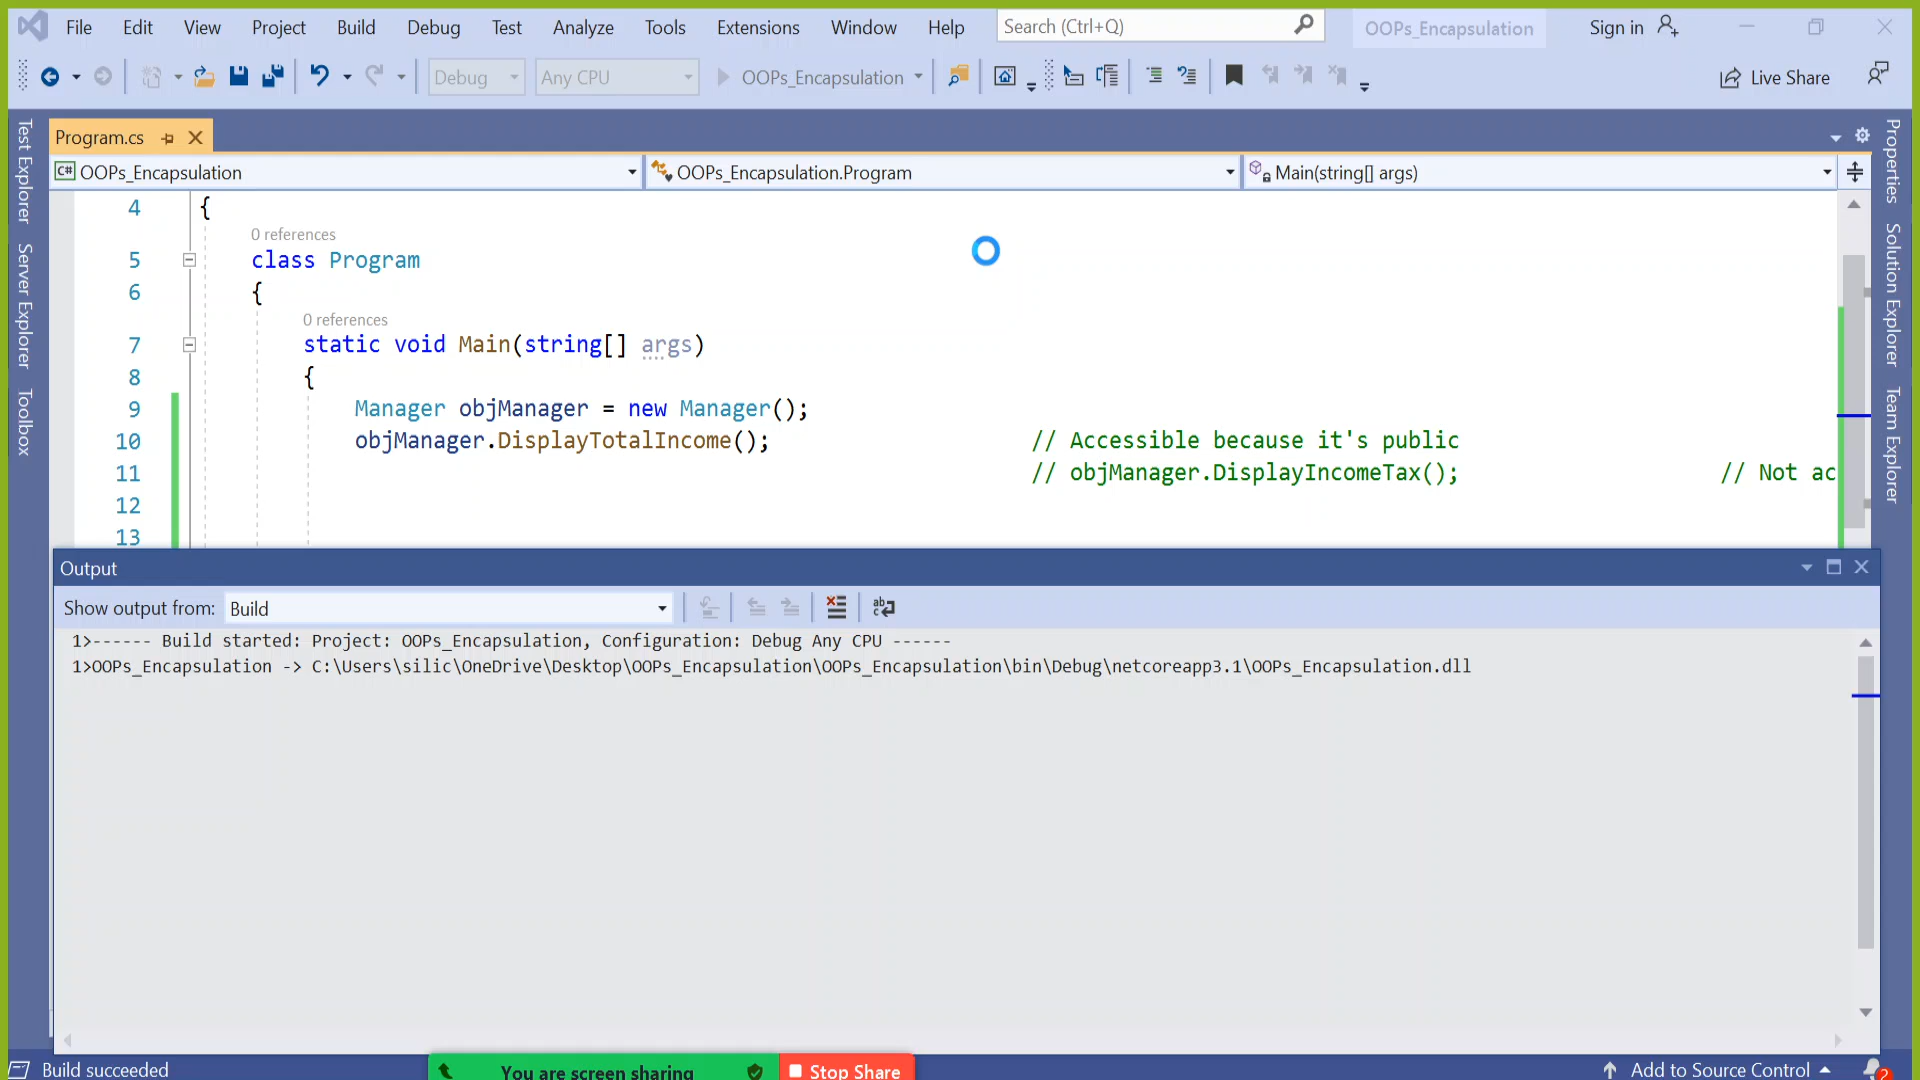 File Edit View Project Build Debug Test Analyze Tools Extensions Window Help Search (Ctrl+Q) OOPs_Encapsulation Sign in
Debug Any CPU OOPs_Encapsulation Live Share
Program.cs
C# OOPs_Encapsulation OOPs_Encapsulation.Program Main(string[] args)
4 {
0 references
5 class Program
6 {
0 references
7 static void Main(string[] args)
8 {
9 Manager objManager = new Manager();
10 objManager.DisplayTotalIncome(); // Accessible because it's public
11 // objManager.DisplayIncomeTax(); // Not ac
12
13
Test Explorer
Server Explorer
Toolbox
Properties
Solution Explorer
Team Explorer
Output
Show output from: Build
1>------ Build started: Project: OOPs_Encapsulation, Configuration: Debug Any CPU ------
1>OOPs_Encapsulation -> C:\Users\silic\OneDrive\Desktop\OOPs_Encapsulation\OOPs_Encapsulation\bin\Debug\netcoreapp3.1\OOPs_Encapsulation.dll
Build succeeded You are screen sharing Stop Share Add to Source Control 2